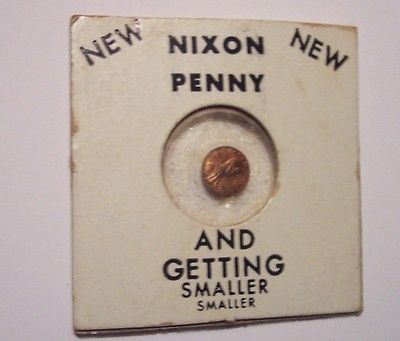 NEW NIXON NEW
PENNY
AND
GETTING
SMALLER
SMALLER